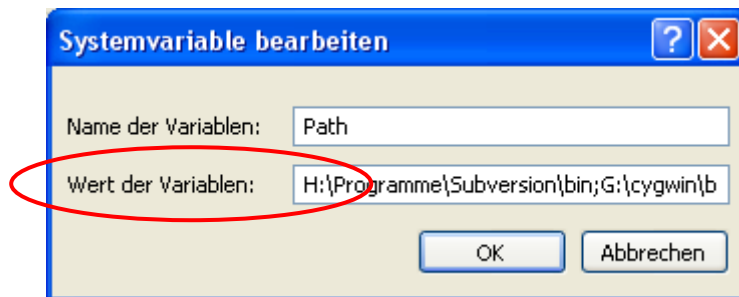 Systemvariable bearbeiten
Name der Variablen: Path
Wert der Variablen: H:\Programme\Subversion\bin;G:\cygwin\b
OK Abbrechen